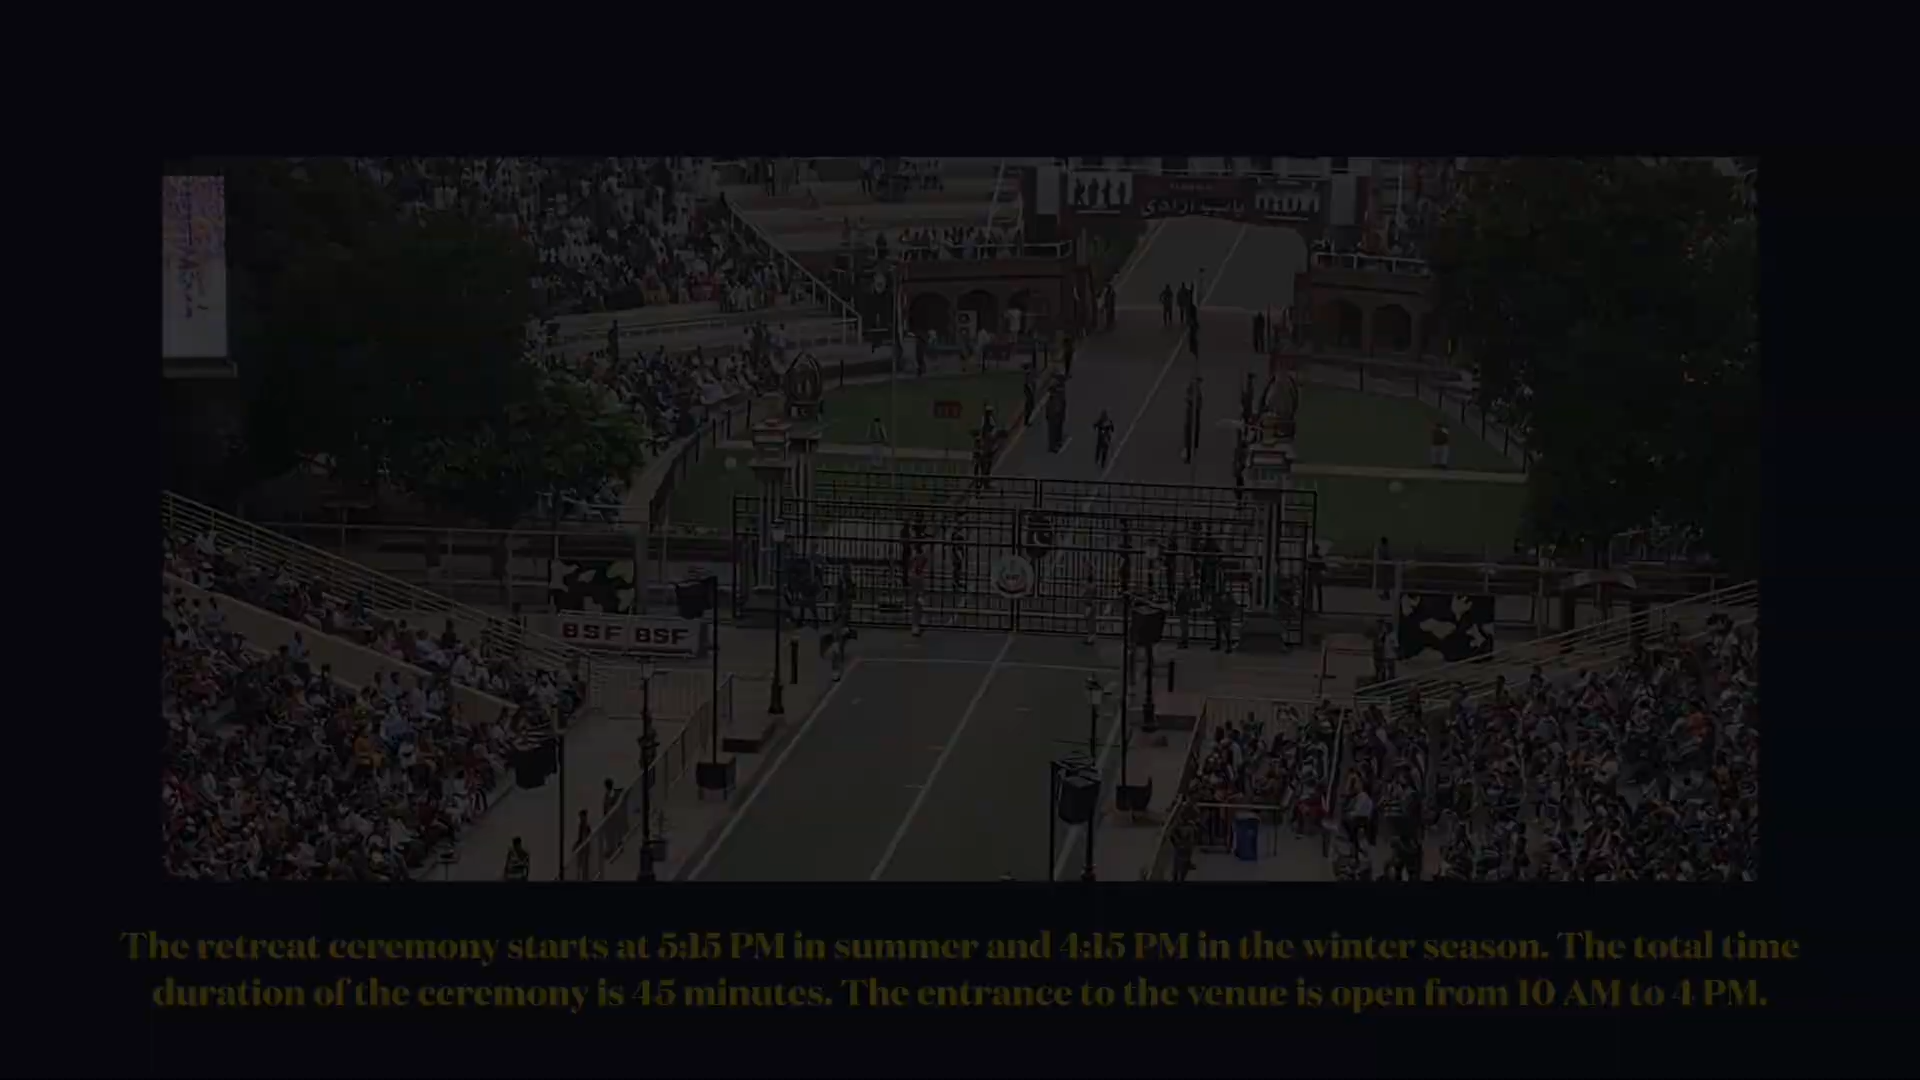 باب آزادی
BSF BSF
The retreat ceremony starts at 5:15 PM in summer and 4:15 PM in the winter season. The total time
duration of the ceremony is 45 minutes. The entrance to the venue is open from 10 AM to 4 PM.